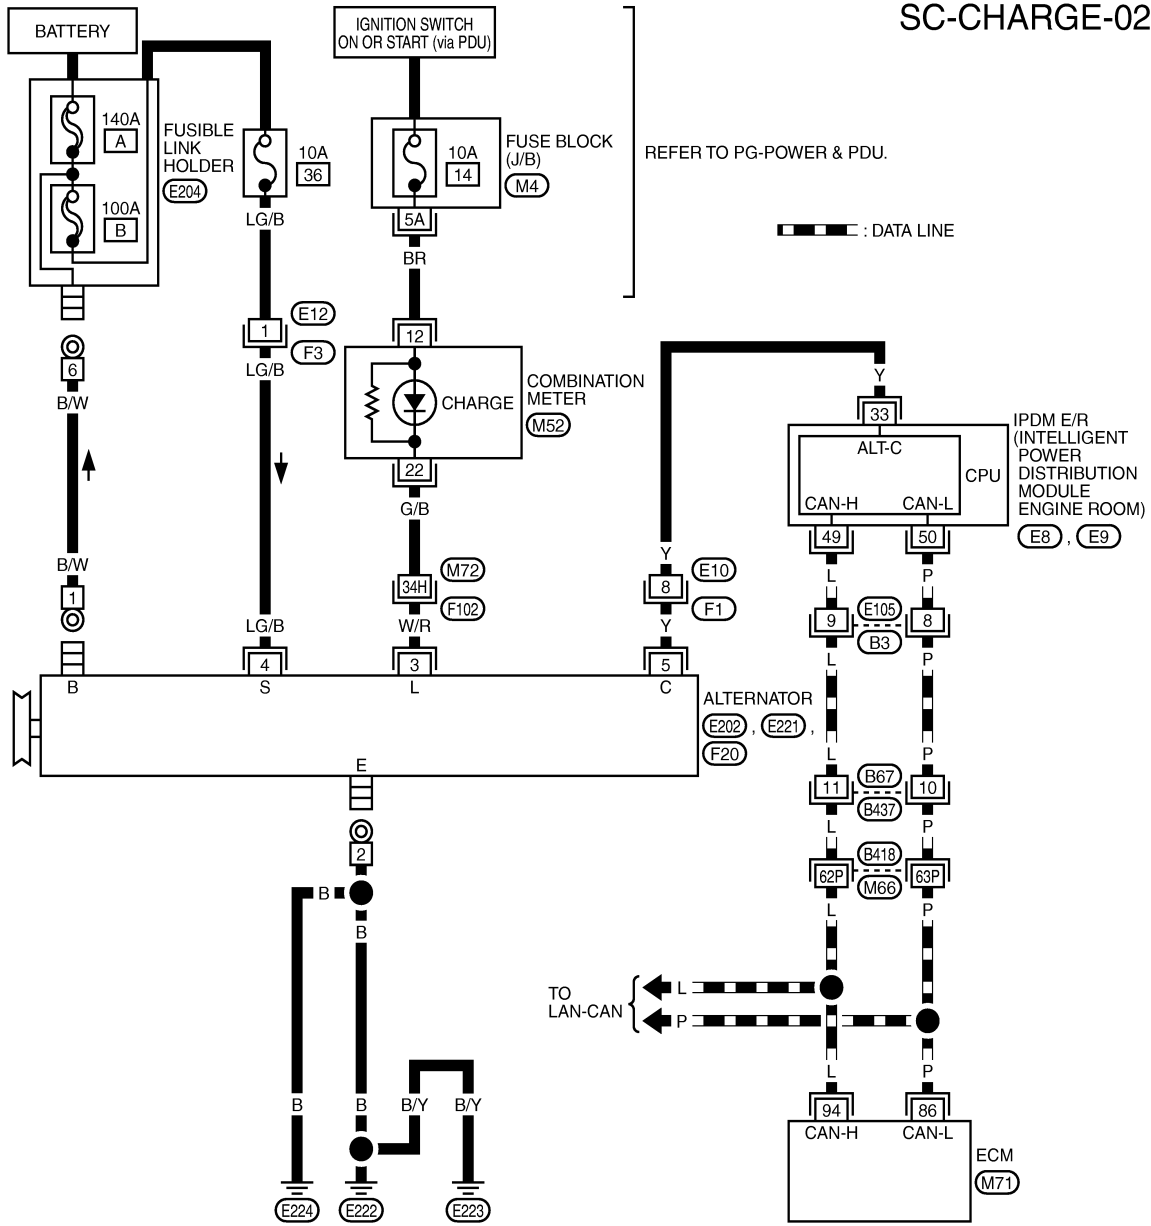 SC-CHARGE-02
BATTERY
IGNITION SWITCH
ON OR START (via PDU)
140A
A
100A
B
FUSIBLE
LINK
HOLDER
E204
10A
36
10A
14
FUSE BLOCK
(J/B)
M4
REFER TO PG-POWER & PDU.
: DATA LINE
LG/B
5A
BR
1
E12
F3
LG/B
12
6
B/W
CHARGE
COMBINATION
METER
M52
22
G/B
Y
33
ALT-C
CPU
CAN-H
CAN-L
IPDM E/R
(INTELLIGENT
POWER
DISTRIBUTION
MODULE
ENGINE ROOM)
E8 , E9
49
50
B/W
1
34H
M72
F102
Y
8
E10
F1
L
P
9
E105
B3
8
LG/B
W/R
Y
L
P
4
3
5
B
S
L
C
ALTERNATOR
E202 , E221 ,
F20
E
2
L
P
11
B67
B437
10
L
P
62P
B418
M66
63P
L
P
B
B
TO
LAN-CAN
L
P
L
P
B
B
B/Y
B/Y
94
86
CAN-H
CAN-L
ECM
M71
E224
E222
E223